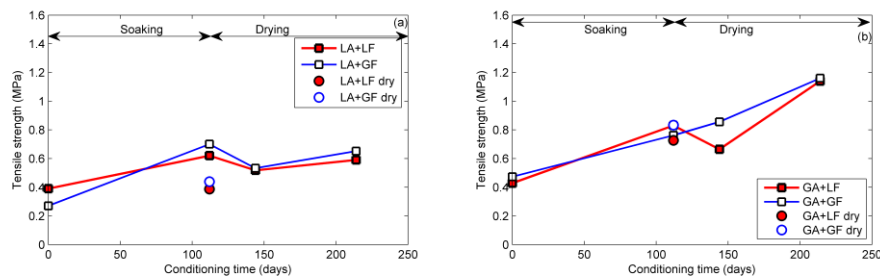 1.6
1.4
1.2
1
0.8
0.6
0.4
0.2
0
Tensile strength (MPa)
Soaking
Drying
(a)
LA+LF
LA+GF
LA+LF dry
LA+GF dry
0
50
100
150
200
250
Conditioning time (days)
1.6
1.4
1.2
1
0.8
0.6
0.4
0.2
0
Tensile strength (MPa)
Soaking
Drying
(b)
GA+LF
GA+GF
GA+LF dry
GA+GF dry
0
50
100
150
200
250
Conditioning time (days)